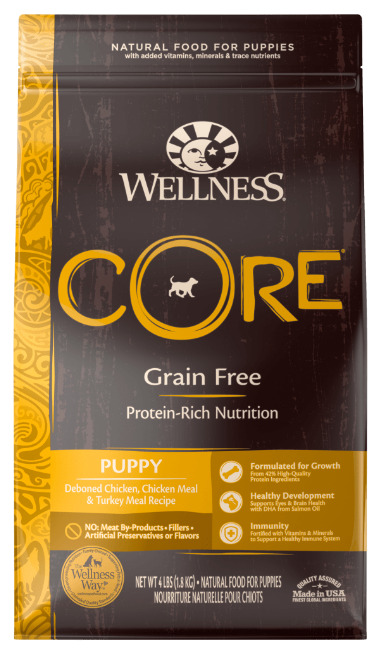 NATURAL FOOD FOR PUPPIES
with added vitamins, minerals & trace nutrients
WELLNESS®
CORE®
Grain Free
Protein-Rich Nutrition
PUPPY
Deboned Chicken, Chicken Meal
& Turkey Meal Recipe
NO: Meat By-Products • Fillers •
Artificial Preservatives or Flavors
Formulated for Growth
From 42% High-Quality
Protein Ingredients
Healthy Development
Supports Eyes & Brain Health
with DHA from Salmon Oil
Immunity
Fortified with Vitamins & Minerals
to Support a Healthy Immune System
The
Wellness
Way
NET WT 4 LBS (1.8 KG) • NATURAL FOOD FOR PUPPIES
NOURRITURE NATURELLE POUR CHIOTS
QUALITY ASSURED
Made in USA
FINEST GLOBAL INGREDIENTS